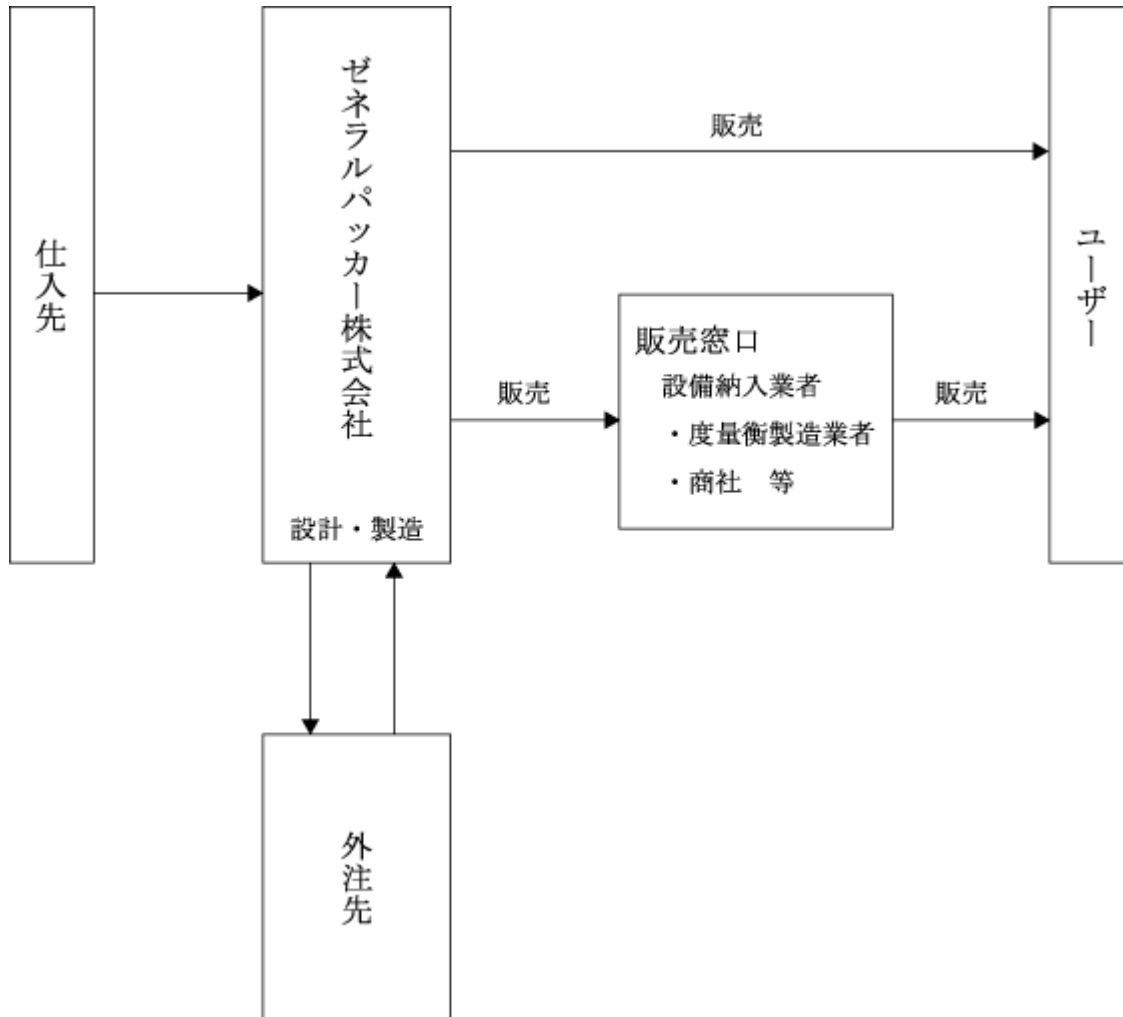 仕入先
ゼネラルパッカー株式会社
設計・製造
販売
販売
販売窓口
設備納入業者
・度量衡製造業者
・商社　等
販売
ユーザー
外注先